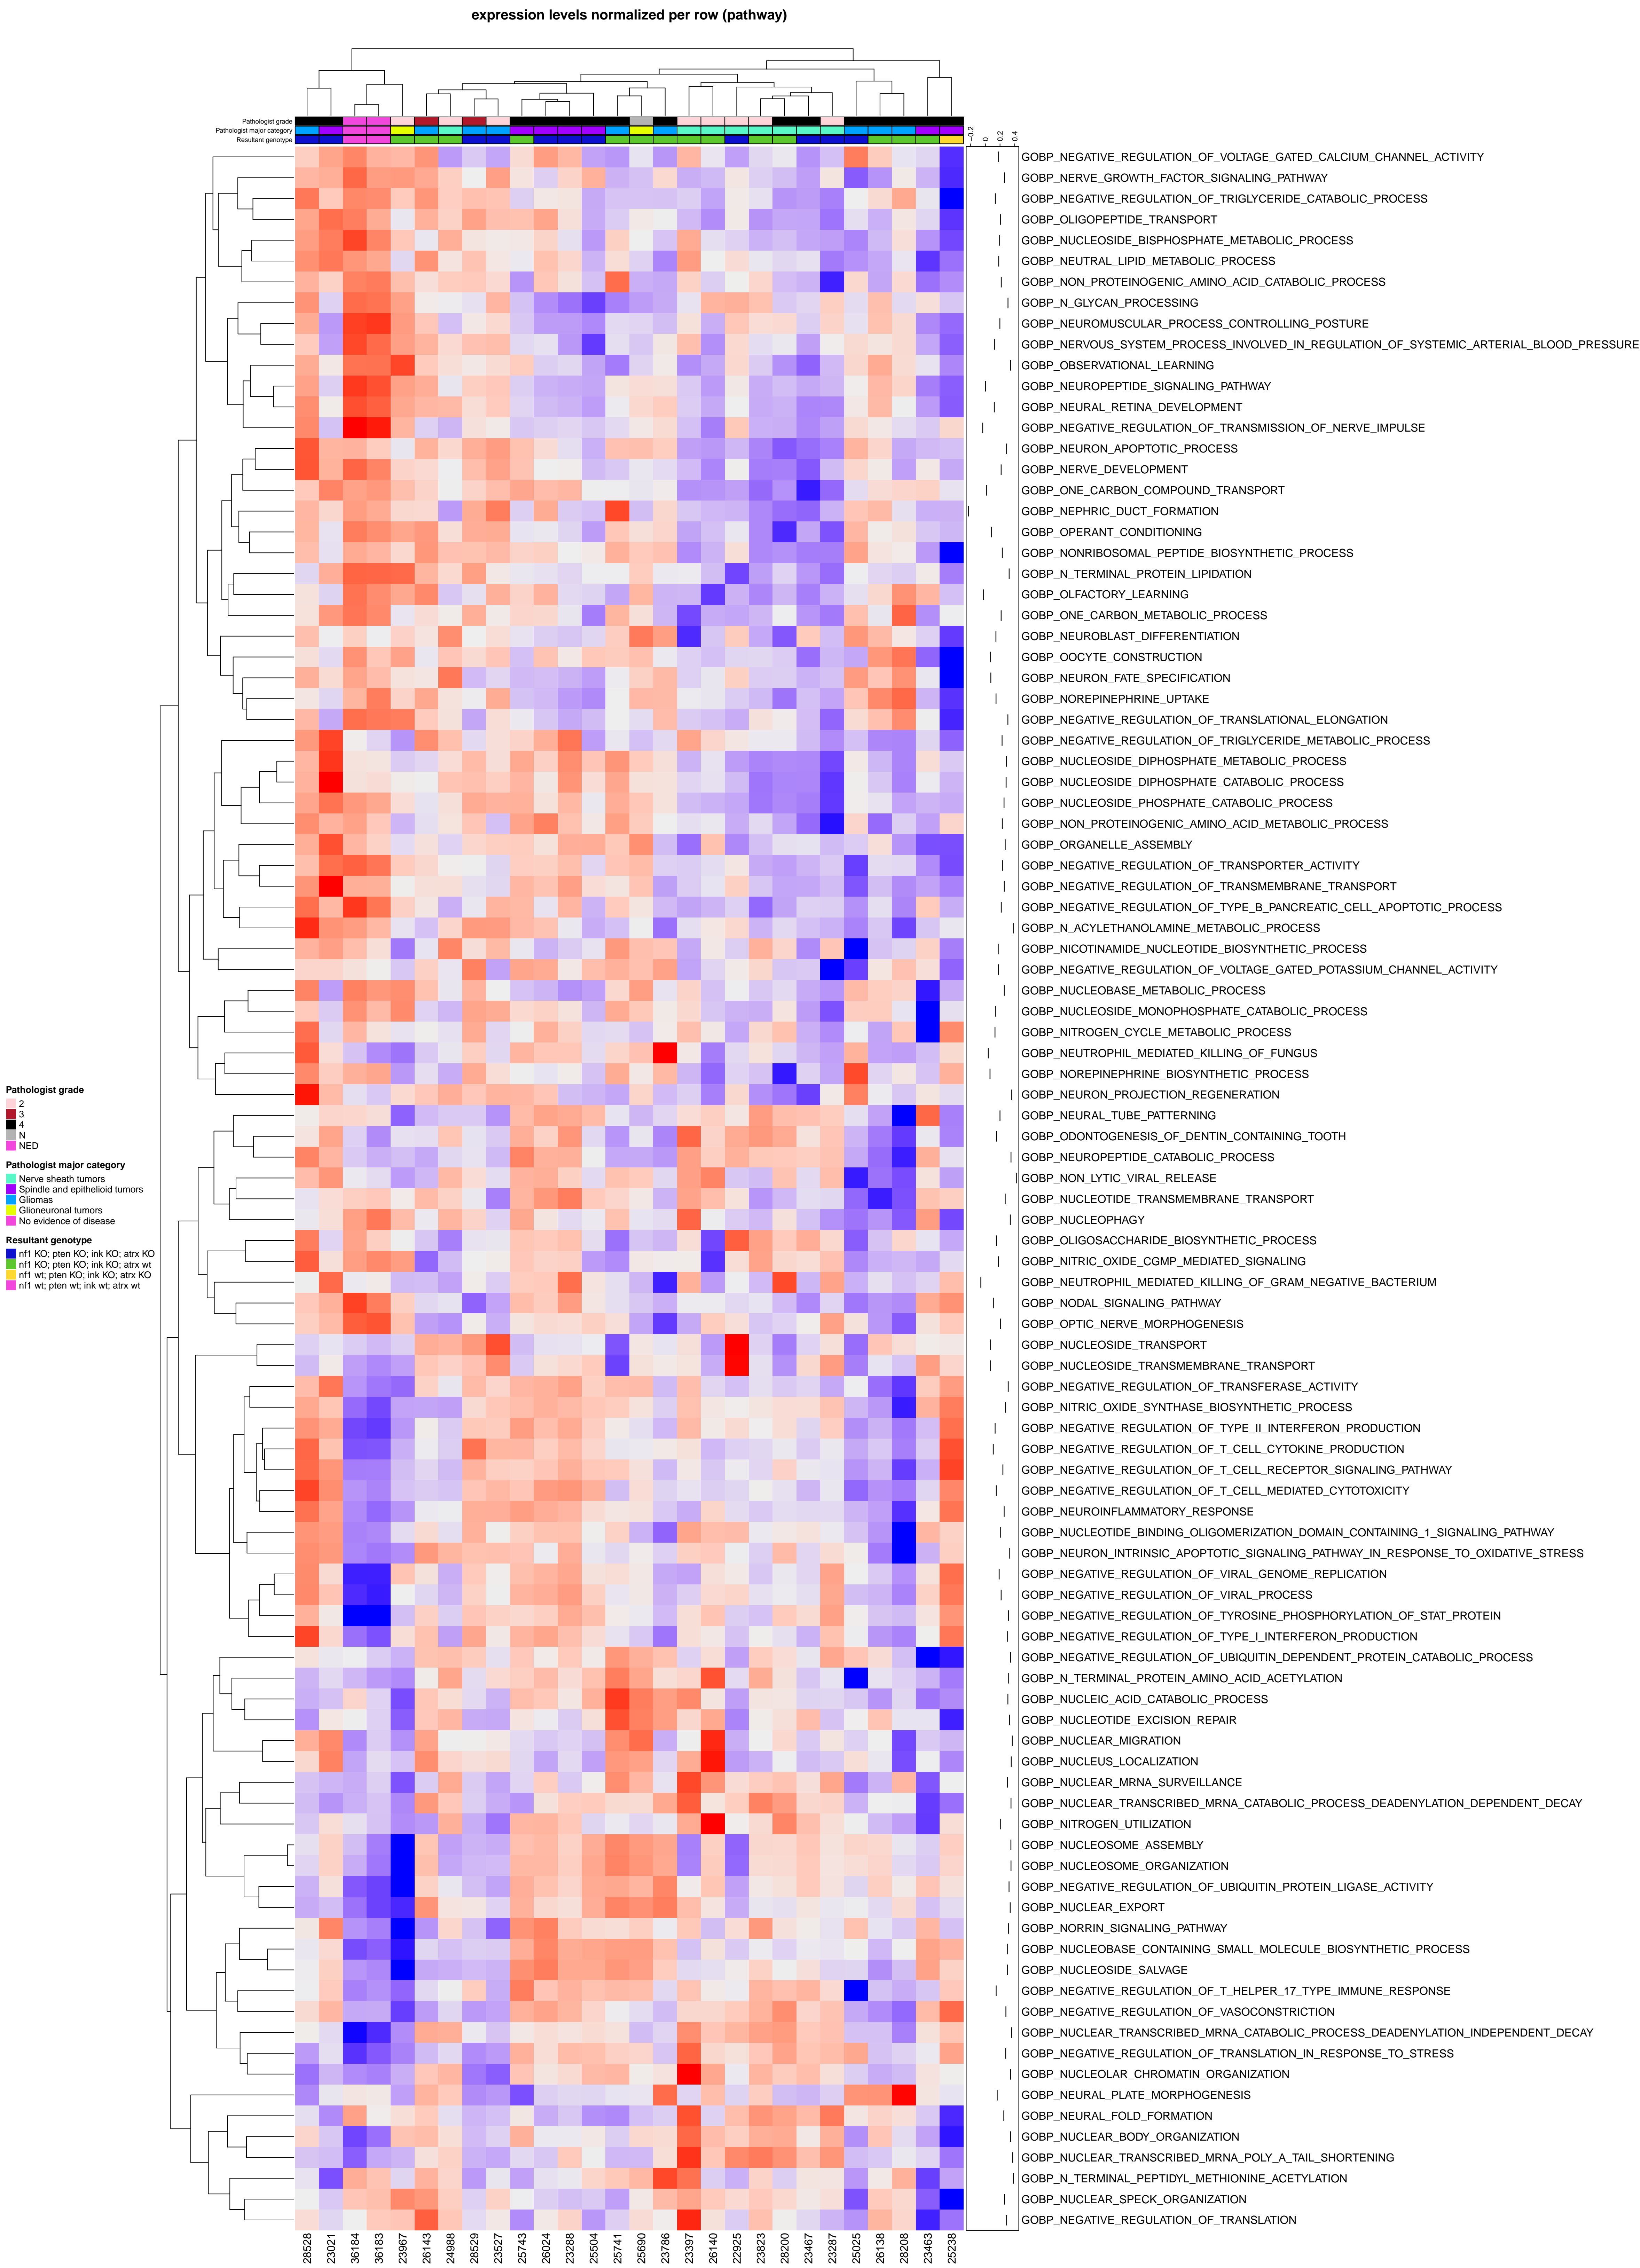 expression levels normalized per row (pathway)
Pathologist grade
Pathologist major category
Resultant genotype
−0.2
0
0.2
0.4
GOBP_NEGATIVE_REGULATION_OF_VOLTAGE_GATED_CALCIUM_CHANNEL_ACTIVITY
GOBP_NERVE_GROWTH_FACTOR_SIGNALING_PATHWAY
GOBP_NEGATIVE_REGULATION_OF_TRIGLYCERIDE_CATABOLIC_PROCESS
GOBP_OLIGOPEPTIDE_TRANSPORT
GOBP_NUCLEOSIDE_BISPHOSPHATE_METABOLIC_PROCESS
GOBP_NEUTRAL_LIPID_METABOLIC_PROCESS
GOBP_NON_PROTEINOGENIC_AMINO_ACID_CATABOLIC_PROCESS
GOBP_N_GLYCAN_PROCESSING
GOBP_NEUROMUSCULAR_PROCESS_CONTROLLING_POSTURE
GOBP_NERVOUS_SYSTEM_PROCESS_INVOLVED_IN_REGULATION_OF_SYSTEMIC_ARTERIAL_BLOOD_PRESSURE
GOBP_OBSERVATIONAL_LEARNING
GOBP_NEUROPEPTIDE_SIGNALING_PATHWAY
GOBP_NEURAL_RETINA_DEVELOPMENT
GOBP_NEGATIVE_REGULATION_OF_TRANSMISSION_OF_NERVE_IMPULSE
GOBP_NEURON_APOPTOTIC_PROCESS
GOBP_NERVE_DEVELOPMENT
GOBP_ONE_CARBON_COMPOUND_TRANSPORT
GOBP_NEPHRIC_DUCT_FORMATION
GOBP_OPERANT_CONDITIONING
GOBP_NONRIBOSOMAL_PEPTIDE_BIOSYNTHETIC_PROCESS
GOBP_N_TERMINAL_PROTEIN_LIPIDATION
GOBP_OLFACTORY_LEARNING
GOBP_ONE_CARBON_METABOLIC_PROCESS
GOBP_NEUROBLAST_DIFFERENTIATION
GOBP_OOCYTE_CONSTRUCTION
GOBP_NEURON_FATE_SPECIFICATION
GOBP_NOREPINEPHRINE_UPTAKE
GOBP_NEGATIVE_REGULATION_OF_TRANSLATIONAL_ELONGATION
GOBP_NEGATIVE_REGULATION_OF_TRIGLYCERIDE_METABOLIC_PROCESS
GOBP_NUCLEOSIDE_DIPHOSPHATE_METABOLIC_PROCESS
GOBP_NUCLEOSIDE_DIPHOSPHATE_CATABOLIC_PROCESS
GOBP_NUCLEOSIDE_PHOSPHATE_CATABOLIC_PROCESS
GOBP_NON_PROTEINOGENIC_AMINO_ACID_METABOLIC_PROCESS
GOBP_ORGANELLE_ASSEMBLY
GOBP_NEGATIVE_REGULATION_OF_TRANSPORTER_ACTIVITY
GOBP_NEGATIVE_REGULATION_OF_TRANSMEMBRANE_TRANSPORT
GOBP_NEGATIVE_REGULATION_OF_TYPE_B_PANCREATIC_CELL_APOPTOTIC_PROCESS
GOBP_N_ACYLETHANOLAMINE_METABOLIC_PROCESS
GOBP_NICOTINAMIDE_NUCLEOTIDE_BIOSYNTHETIC_PROCESS
GOBP_NEGATIVE_REGULATION_OF_VOLTAGE_GATED_POTASSIUM_CHANNEL_ACTIVITY
GOBP_NUCLEOBASE_METABOLIC_PROCESS
GOBP_NUCLEOSIDE_MONOPHOSPHATE_CATABOLIC_PROCESS
GOBP_NITROGEN_CYCLE_METABOLIC_PROCESS
GOBP_NEUTROPHIL_MEDIATED_KILLING_OF_FUNGUS
GOBP_NOREPINEPHRINE_BIOSYNTHETIC_PROCESS
GOBP_NEURON_PROJECTION_REGENERATION
GOBP_NEURAL_TUBE_PATTERNING
GOBP_ODONTOGENESIS_OF_DENTIN_CONTAINING_TOOTH
GOBP_NEUROPEPTIDE_CATABOLIC_PROCESS
GOBP_NON_LYTIC_VIRAL_RELEASE
GOBP_NUCLEOTIDE_TRANSMEMBRANE_TRANSPORT
GOBP_NUCLEOPHAGY
GOBP_OLIGOSACCHARIDE_BIOSYNTHETIC_PROCESS
GOBP_NITRIC_OXIDE_CGMP_MEDIATED_SIGNALING
GOBP_NEUTROPHIL_MEDIATED_KILLING_OF_GRAM_NEGATIVE_BACTERIUM
GOBP_NODAL_SIGNALING_PATHWAY
GOBP_OPTIC_NERVE_MORPHOGENESIS
GOBP_NUCLEOSIDE_TRANSPORT
GOBP_NUCLEOSIDE_TRANSMEMBRANE_TRANSPORT
GOBP_NEGATIVE_REGULATION_OF_TRANSFERASE_ACTIVITY
GOBP_NITRIC_OXIDE_SYNTHASE_BIOSYNTHETIC_PROCESS
GOBP_NEGATIVE_REGULATION_OF_TYPE_II_INTERFERON_PRODUCTION
GOBP_NEGATIVE_REGULATION_OF_T_CELL_CYTOKINE_PRODUCTION
GOBP_NEGATIVE_REGULATION_OF_T_CELL_RECEPTOR_SIGNALING_PATHWAY
GOBP_NEGATIVE_REGULATION_OF_T_CELL_MEDIATED_CYTOTOXICITY
GOBP_NEUROINFLAMMATORY_RESPONSE
GOBP_NUCLEOTIDE_BINDING_OLIGOMERIZATION_DOMAIN_CONTAINING_1_SIGNALING_PATHWAY
GOBP_NEURON_INTRINSIC_APOPTOTIC_SIGNALING_PATHWAY_IN_RESPONSE_TO_OXIDATIVE_STRESS
GOBP_NEGATIVE_REGULATION_OF_VIRAL_GENOME_REPLICATION
GOBP_NEGATIVE_REGULATION_OF_VIRAL_PROCESS
GOBP_NEGATIVE_REGULATION_OF_TYROSINE_PHOSPHORYLATION_OF_STAT_PROTEIN
GOBP_NEGATIVE_REGULATION_OF_TYPE_I_INTERFERON_PRODUCTION
GOBP_NEGATIVE_REGULATION_OF_UBIQUITIN_DEPENDENT_PROTEIN_CATABOLIC_PROCESS
GOBP_N_TERMINAL_PROTEIN_AMINO_ACID_ACETYLATION
GOBP_NUCLEIC_ACID_CATABOLIC_PROCESS
GOBP_NUCLEOTIDE_EXCISION_REPAIR
GOBP_NUCLEAR_MIGRATION
GOBP_NUCLEUS_LOCALIZATION
GOBP_NUCLEAR_MRNA_SURVEILLANCE
GOBP_NUCLEAR_TRANSCRIBED_MRNA_CATABOLIC_PROCESS_DEADENYLATION_DEPENDENT_DECAY
GOBP_NITROGEN_UTILIZATION
GOBP_NUCLEOSOME_ASSEMBLY
GOBP_NUCLEOSOME_ORGANIZATION
GOBP_NEGATIVE_REGULATION_OF_UBIQUITIN_PROTEIN_LIGASE_ACTIVITY
GOBP_NUCLEAR_EXPORT
GOBP_NORRIN_SIGNALING_PATHWAY
GOBP_NUCLEOBASE_CONTAINING_SMALL_MOLECULE_BIOSYNTHETIC_PROCESS
GOBP_NUCLEOSIDE_SALVAGE
GOBP_NEGATIVE_REGULATION_OF_T_HELPER_17_TYPE_IMMUNE_RESPONSE
GOBP_NEGATIVE_REGULATION_OF_VASOCONSTRICTION
GOBP_NUCLEAR_TRANSCRIBED_MRNA_CATABOLIC_PROCESS_DEADENYLATION_INDEPENDENT_DECAY
GOBP_NEGATIVE_REGULATION_OF_TRANSLATION_IN_RESPONSE_TO_STRESS
GOBP_NUCLEOLAR_CHROMATIN_ORGANIZATION
GOBP_NEURAL_PLATE_MORPHOGENESIS
GOBP_NEURAL_FOLD_FORMATION
GOBP_NUCLEAR_BODY_ORGANIZATION
GOBP_NUCLEAR_TRANSCRIBED_MRNA_POLY_A_TAIL_SHORTENING
GOBP_N_TERMINAL_PEPTIDYL_METHIONINE_ACETYLATION
GOBP_NUCLEAR_SPECK_ORGANIZATION
GOBP_NEGATIVE_REGULATION_OF_TRANSLATION
Pathologist grade
2
3
4
N
NED
Pathologist major category
Nerve sheath tumors
Spindle and epithelioid tumors
Gliomas
Glioneuronal tumors
No evidence of disease
Resultant genotype
nf1 KO; pten KO; ink KO; atrx KO
nf1 KO; pten KO; ink KO; atrx wt
nf1 wt; pten KO; ink KO; atrx KO
nf1 wt; pten wt; ink wt; atrx wt
28528
23021
36184
36183
23967
26143
24988
28529
23527
25743
26024
23288
25504
25741
25690
23786
23397
26140
22925
23823
28200
23467
23287
25025
26138
28208
23463
25238